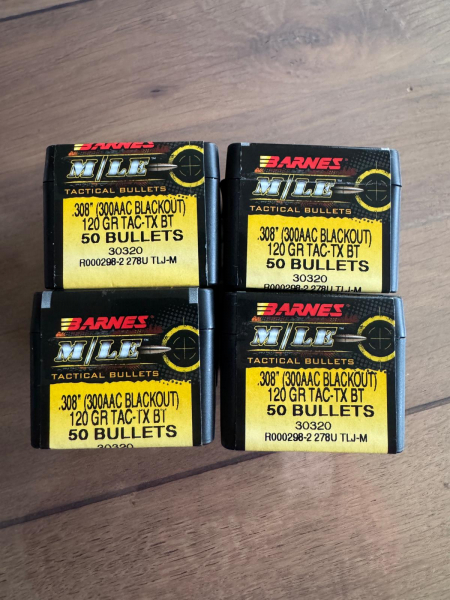 BARNES
M/LE
TACTICAL BULLETS
.308" (300AAC BLACKOUT)
120 GR TAC-TX BT
50 BULLETS
30320
R000298-2 278U TLJ-M
BARNES
M/LE
TACTICAL BULLETS
.308" (300AAC BLACKOUT)
120 GR TAC-TX BT
50 BULLETS
30320
R000298-2 278U TLJ-M
BARNES
M/LE™
TACTICAL BULLETS
.308" (300AAC BLACKOUT)
120 GR TAC-TX BT
50 BULLETS
30320
BARNES
M/LE™
TACTICAL BULLETS
.308" (300AAC BLACKOUT)
120 GR TAC-TX BT
50 BULLETS
30320
R000298-2 278U TLJ-M